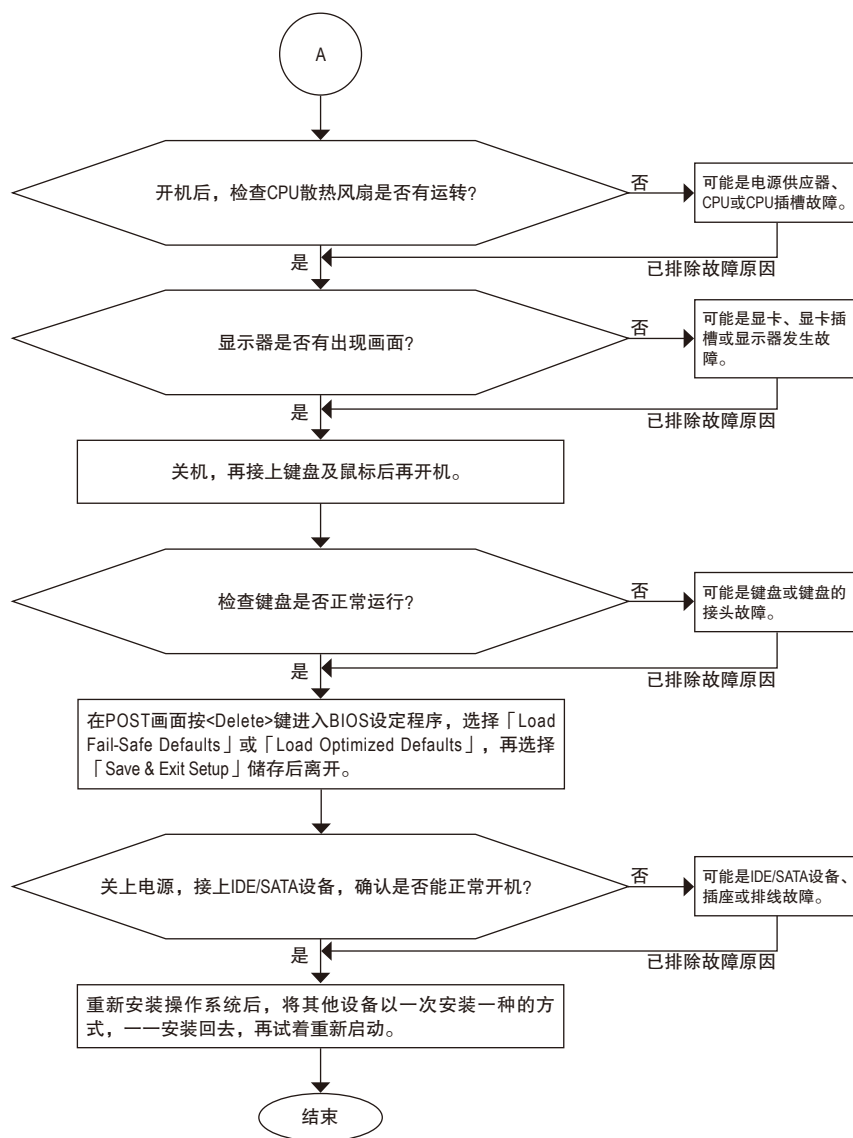 A
开机后，检查CPU散热风扇是否有运转？
否
可能是电源供应器、
CPU或CPU插槽故障。
是
已排除故障原因
显示器是否有出现画面？
否
可能是显卡、显卡插
槽或显示器发生故
障。
是
已排除故障原因
关机，再接上键盘及鼠标后再开机。
检查键盘是否正常运行？
否
可能是键盘或键盘的
接头故障。
是
已排除故障原因
在POST画面按<Delete>键进入BIOS设定程序，选择「Load
Fail-Safe Defaults」或「Load Optimized Defaults」，再选择
「Save & Exit Setup」储存后离开。
关上电源，接上IDE/SATA设备，确认是否能正常开机？
否
可能是IDE/SATA设备、
插座或排线故障。
是
已排除故障原因
重新安装操作系统后，将其他设备以一次安装一种的方
式，一一安装回去，再试着重新启动。
结束